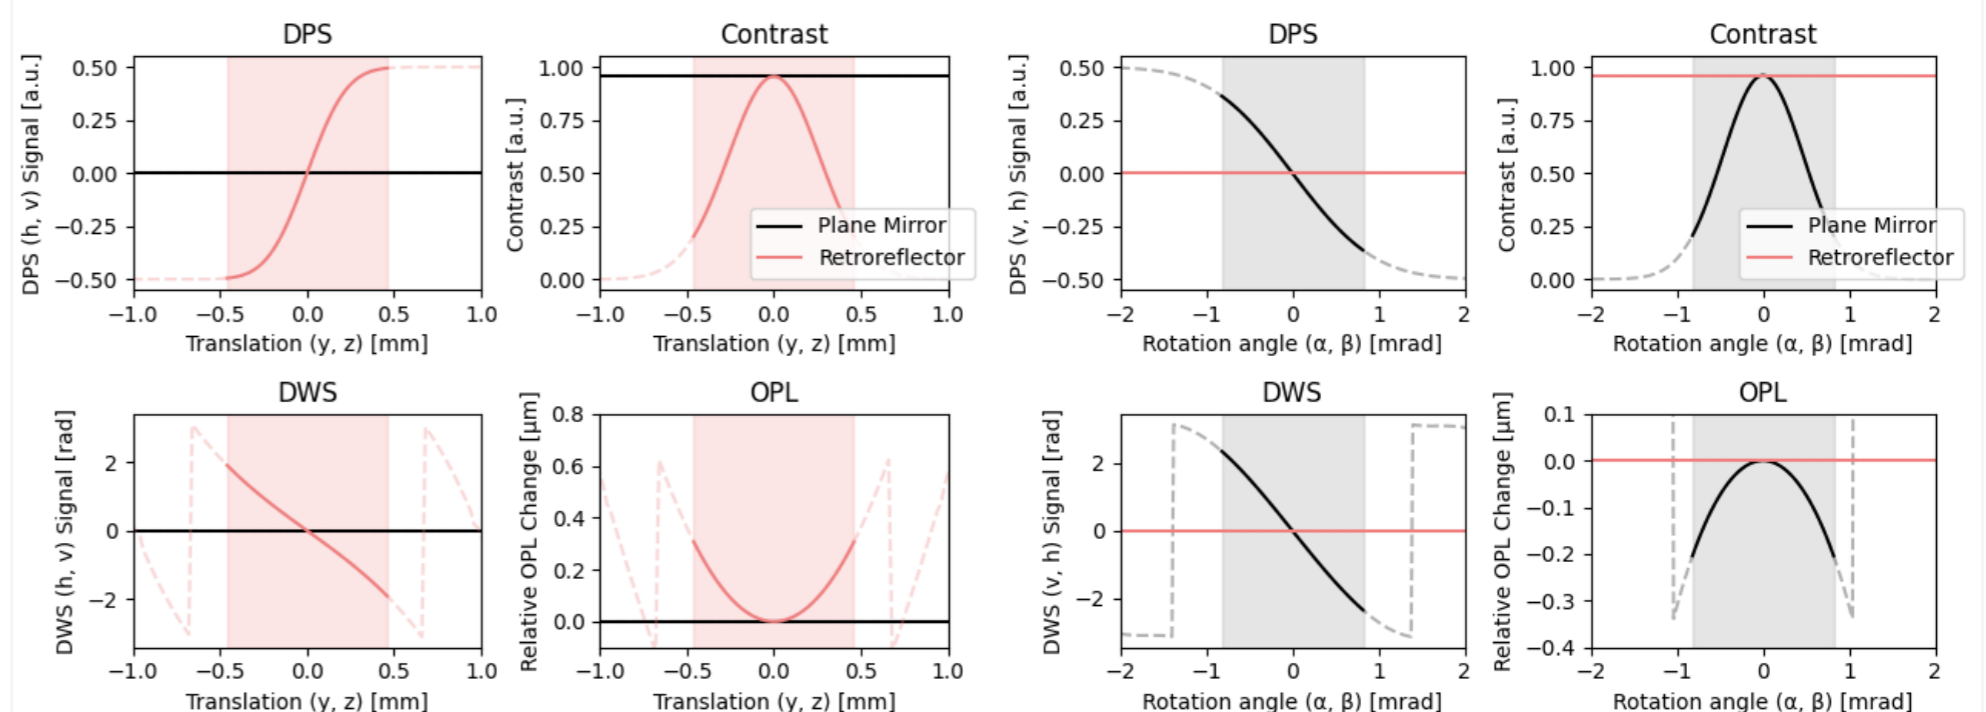 DPS
DPS (h, v) Signal [a.u.]
0.50
0.25
0.00
−0.25
−0.50
−1.0 −0.5 0.0 0.5 1.0
Translation (y, z) [mm]
Contrast
Contrast [a.u.]
1.00
0.75
0.50
0.25
0.00
Plane Mirror
Retroreflector
−1.0 −0.5 0.0 0.5 1.0
Translation (y, z) [mm]
DPS
DPS (v, h) Signal [a.u.]
0.50
0.25
0.00
−0.25
−0.50
−2 −1 0 1 2
Rotation angle (α, β) [mrad]
Contrast
Contrast [a.u.]
1.00
0.75
0.50
0.25
0.00
Plane Mirror
Retroreflector
−2 −1 0 1 2
Rotation angle (α, β) [mrad]
DWS
DWS (h, v) Signal [rad]
2
0
−2
−1.0 −0.5 0.0 0.5 1.0
Translation (y, z) [mm]
OPL
Relative OPL Change [µm]
0.8
0.6
0.4
0.2
0.0
−1.0 −0.5 0.0 0.5 1.0
Translation (y, z) [mm]
DWS
DWS (v, h) Signal [rad]
2
0
−2
−2 −1 0 1 2
Rotation angle (α, β) [mrad]
OPL
Relative OPL Change [µm]
0.1
0.0
−0.1
−0.2
−0.3
−0.4
−2 −1 0 1 2
Rotation angle (α, β) [mrad]